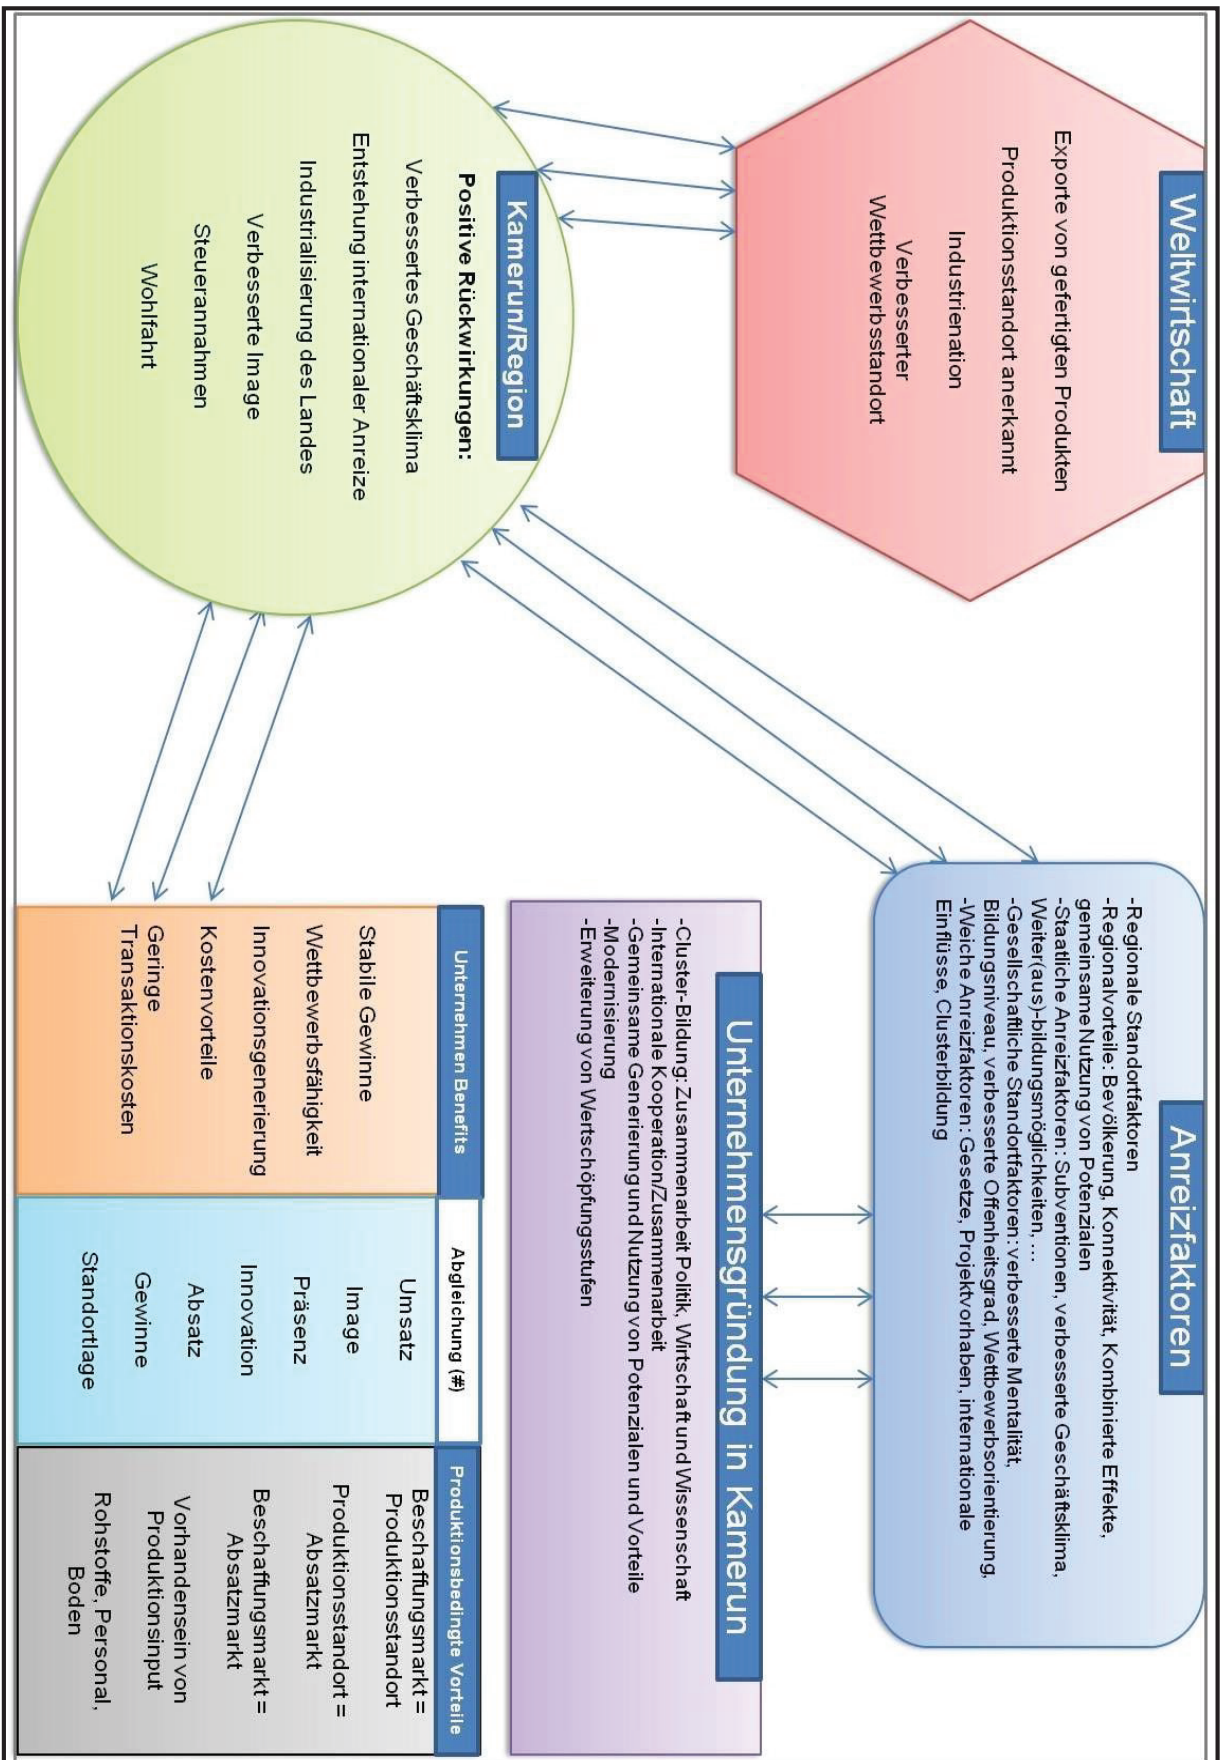 Weltwirtschaft
Exporte von gefertigten Produkten
Produktionsstandort anerkannt
Industrienation
Verbesserter
Wettbewerbsstandort
Anreizfaktoren
-Regionale Standortfaktoren
-Regionalvorteile: Bevölkerung, Konnektivität, Kombinierte Effekte,
gemeinsame Nutzung von Potenzialen
-Staatliche Anreizfaktoren: Subventionen, verbesserte Geschäftsklima,
Weiter(aus)-bildungsmöglichkeiten, ...
-Gesellschaftliche Standortfaktoren: verbesserte Mentalität,
Bildungsniveau, verbesserte Offenheitsgrad, Wettbewerbsorientierung,
-Weiche Anreizfaktoren: Gesetze, Projektvorhaben, internationale
Einflüsse, Clusterbildung
Kamerun/Region
Positive Rückwirkungen:
Verbessertes Geschäftsklima
Entstehung internationaler Anreize
Industrialisierung des Landes
Verbesserte Image
Steuerannahmen
Wohlfahrt
Unternehmensgründung in Kamerun
-Cluster-Bildung: Zusammenarbeit Politik, Wirtschaft und Wissenschaft
-Internationale Kooperation/Zusammenarbeit
-Gemeinsame Generierung und Nutzung von Potenzialen und Vorteile
-Modernisierung
-Erweiterung von Wertschöpfungsstufen
Unternehmen Benefits
Stabile Gewinne
Wettbewerbsfähigkeit
Innovationsgenerierung
Kostenvorteile
Geringe
Transaktionskosten
Abgleichung (#)
Umsatz
Image
Präsenz
Innovation
Absatz
Gewinne
Standortlage
Produktionsbedingte Vorteile
Beschaffungsmarkt =
Produktionsstandort
Produktionsstandort =
Absatzmarkt
Beschaffungsmarkt =
Absatzmarkt
Vorhandensein von
Produktionsinput
Rohstoffe, Personal,
Boden